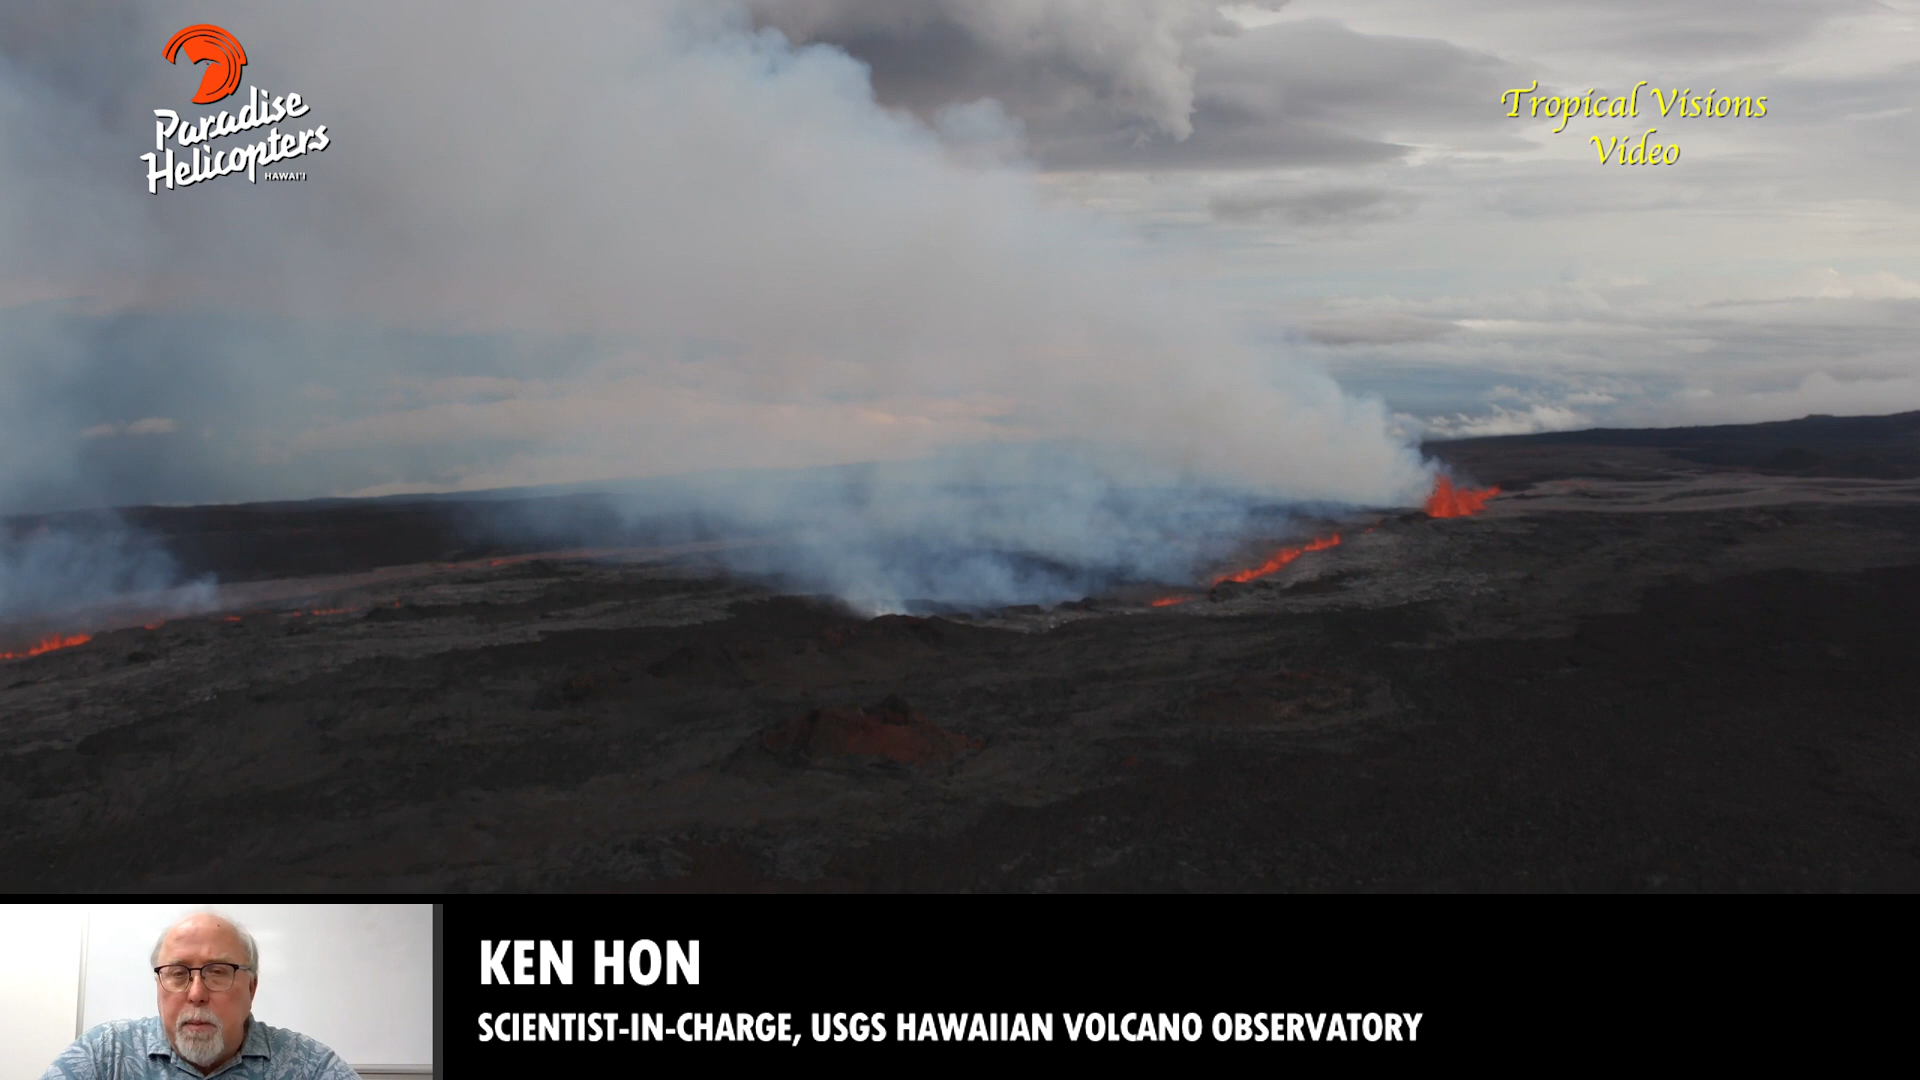 Paradise
Helicopters
HAWAI'I
Tropical Visions
Video
KEN HON
SCIENTIST-IN-CHARGE, USGS HAWAIIAN VOLCANO OBSERVATORY